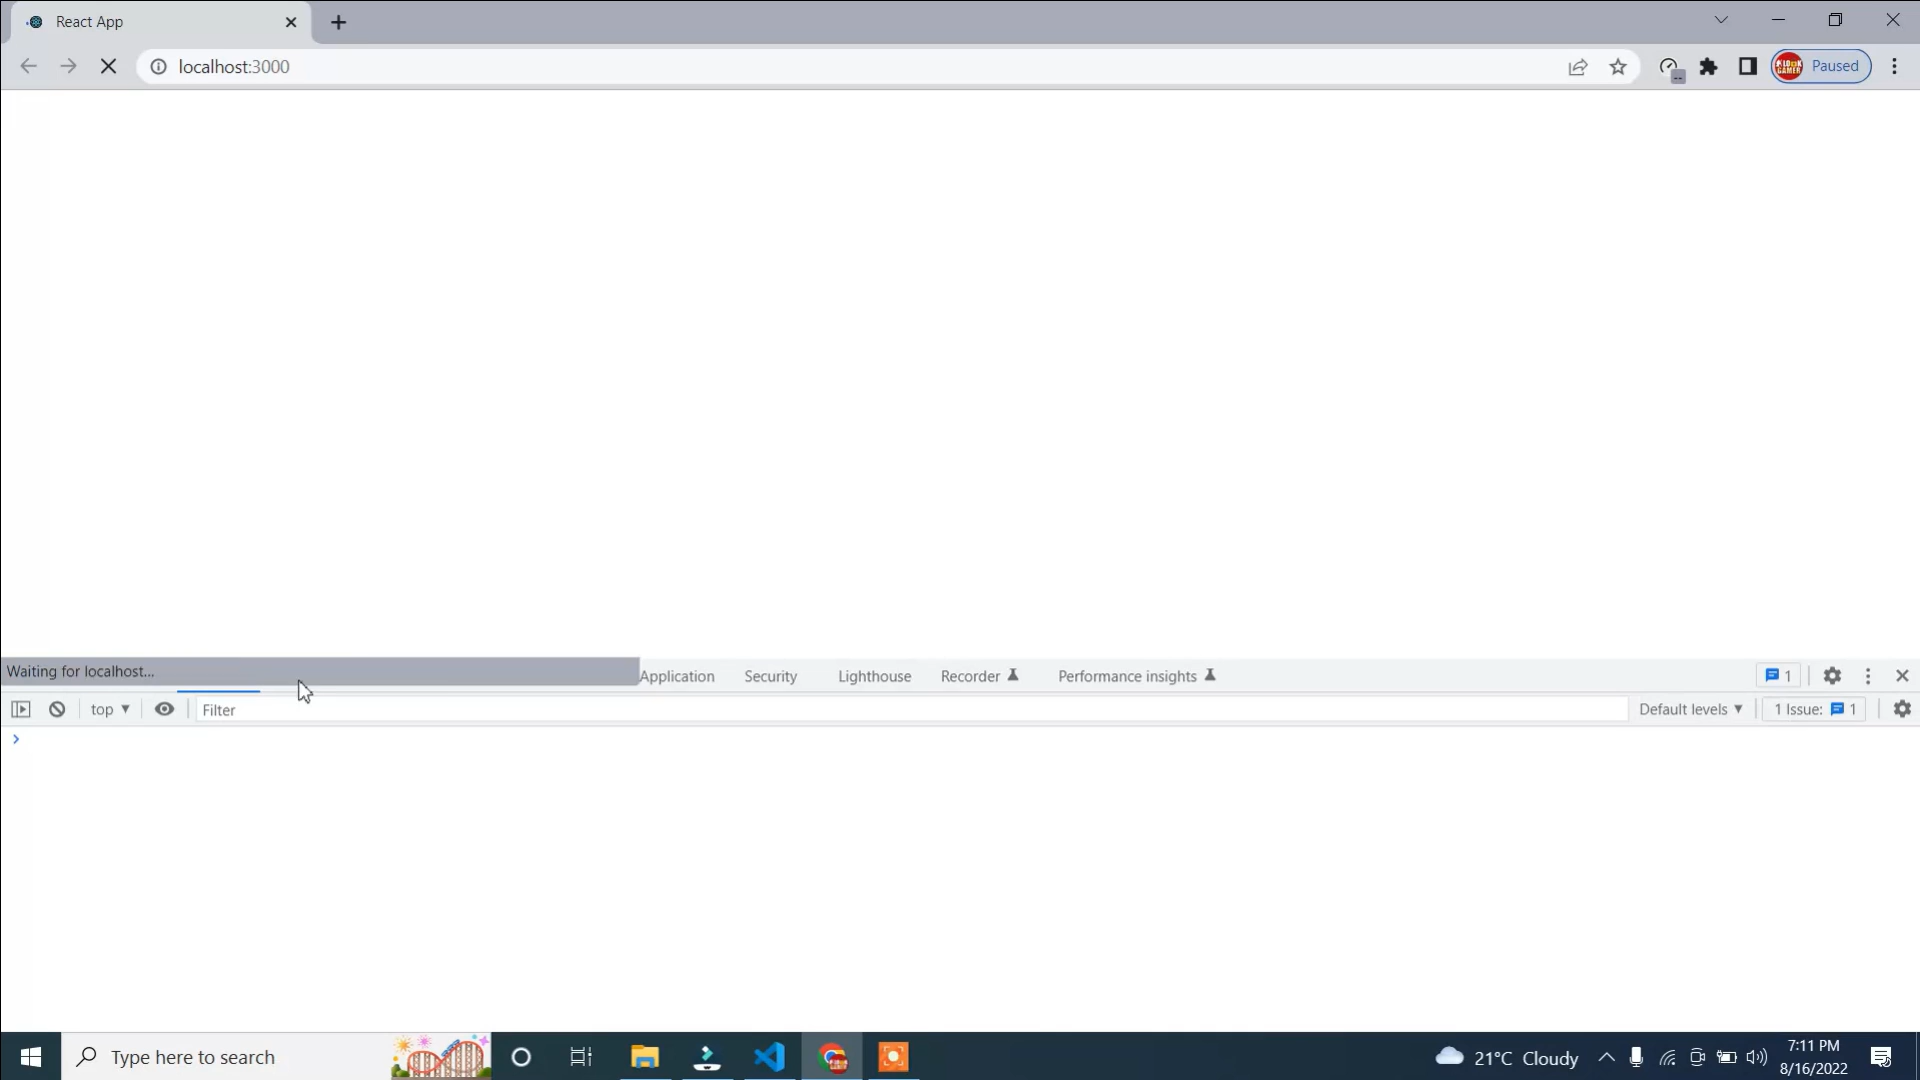 React App
localhost:3000
Paused
Waiting for localhost...
Application
Security
Lighthouse
Recorder
Performance insights
1
top
Filter
Default levels
1 Issue:
1
Type here to search
21°C Cloudy
7:11 PM
8/16/2022